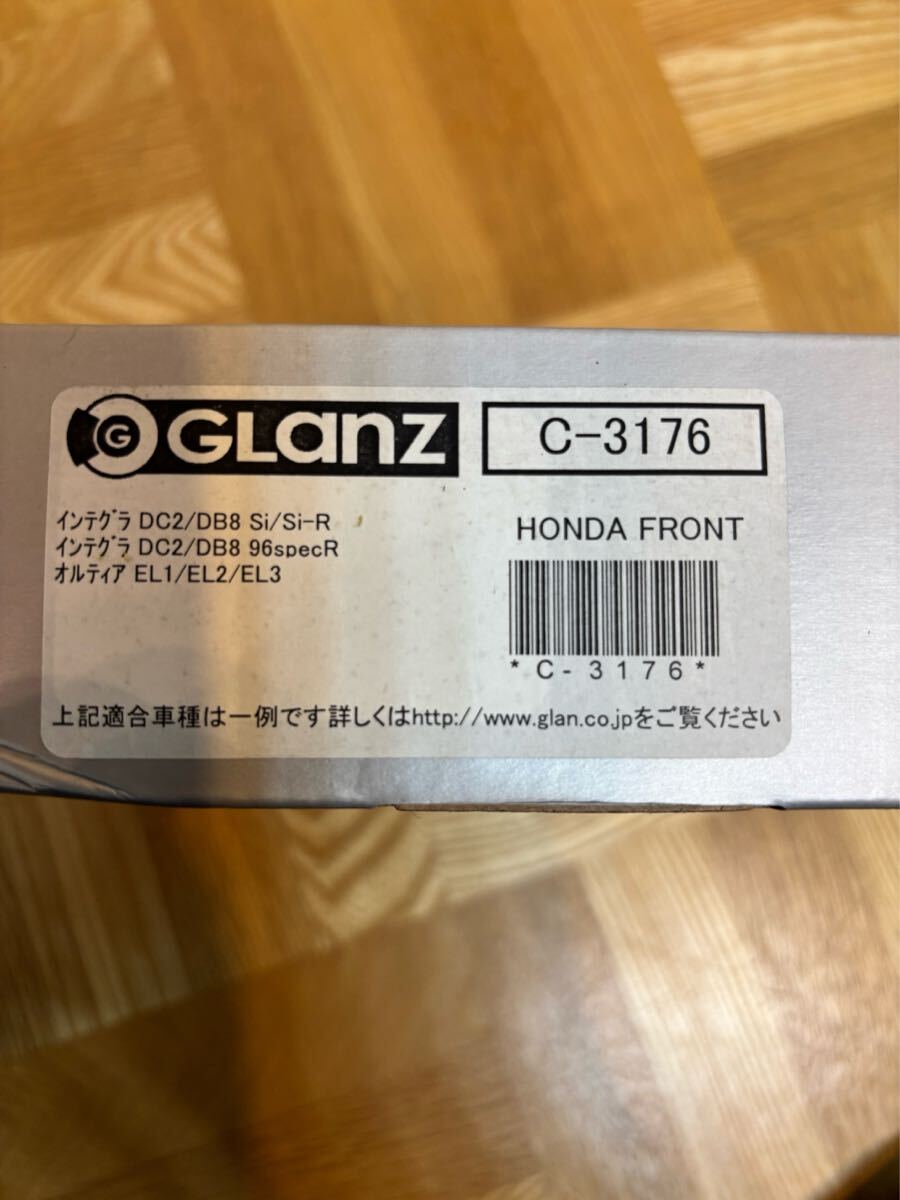 G GLanz
C-3176
ｲﾝﾃｸﾞﾗ DC2/DB8 Si/Si-R
ｲﾝﾃｸﾞﾗ DC2/DB8 96specR
ｵﾙﾃｨｱ EL1/EL2/EL3
HONDA FRONT
*C-3176*
上記適合車種は一例です詳しくはhttp://www.glan.co.jpをご覧ください